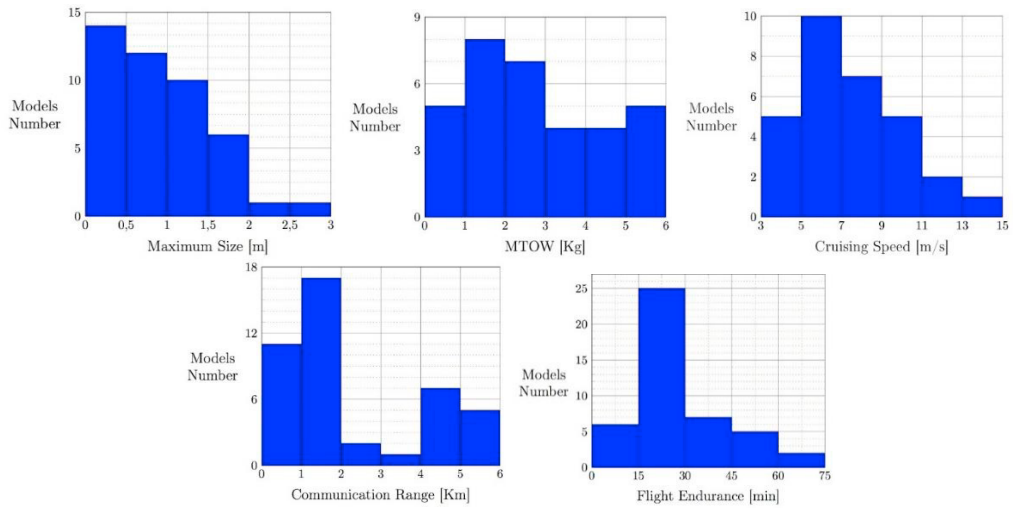 15
10
5
0
Models
Number
0 0,5 1 1,5 2 2,5 3
Maximum Size [m]
9
6
3
0
Models
Number
0 1 2 3 4 5 6
MTOW [Kg]
10
8
6
4
2
0
Models
Number
3 5 7 9 11 13 15
Cruising Speed [m/s]
18
12
6
0
Models
Number
0 1 2 3 4 5 6
Communication Range [Km]
25
20
15
10
5
0
Models
Number
0 15 30 45 60 75
Flight Endurance [min]